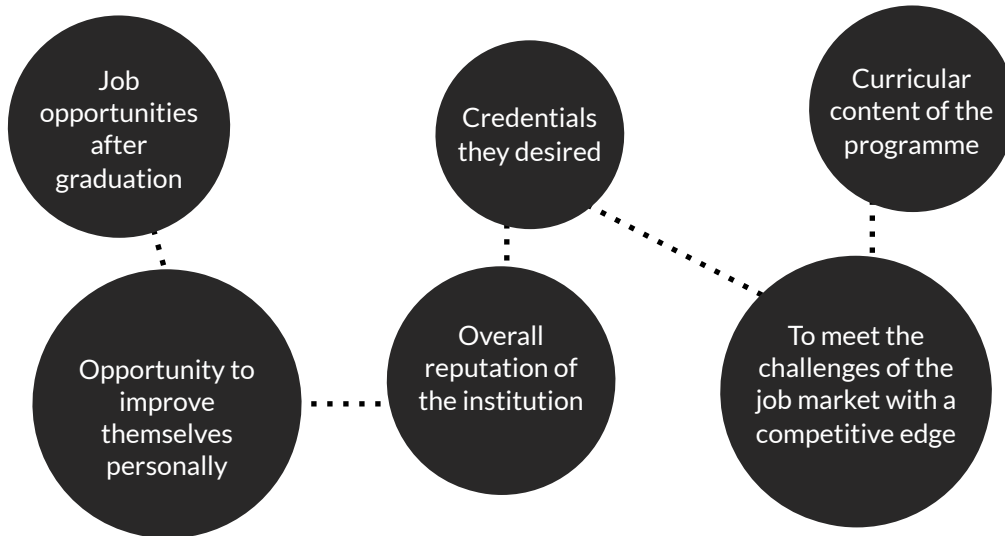 Job
opportunities
after
graduation
Credentials
they desired
Curricular
content of the
programme
Opportunity to
improve
themselves
personally
Overall
reputation of
the institution
To meet the
challenges of the
job market with a
competitive edge